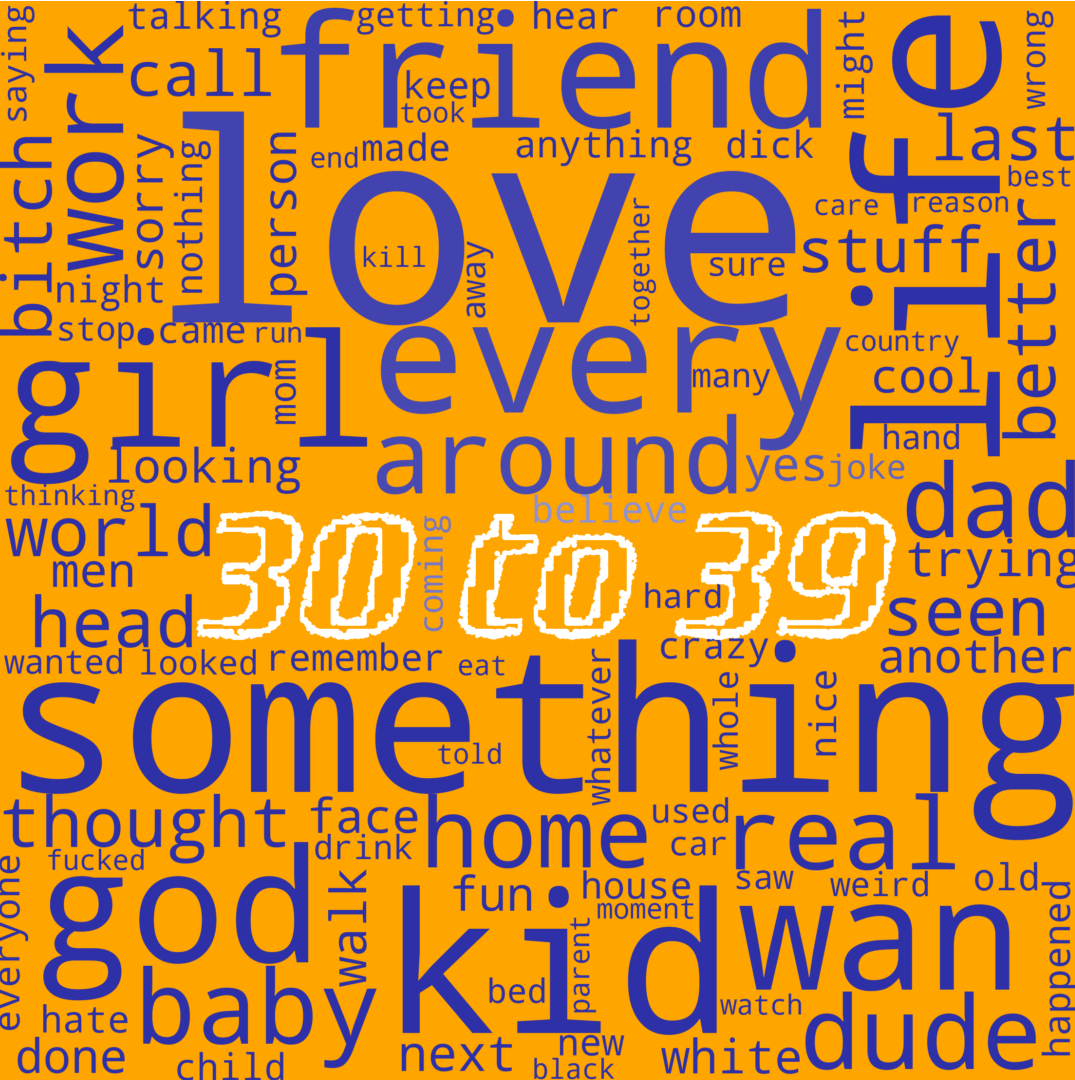 saying
talking
getting
hear
room
might
wrong
work
call
friend
keep
took
life
last
bitch
sorry
nothing
person
end
made
anything
dick
best
love
care
reason
kill
away
together
sure
stuff
better
night
stop
came
run
every
country
girl
mom
many
cool
hand
looking
around
yes
joke
thinking
believe
dad
world
30 to 39
coming
men
trying
head
hard
seen
wanted
looked
remember
eat
crazy
another
something
told
whatever
whole
nice
thought
face
home
used
real
drink
car
fucked
everyone
god
walk
fun
house
saw
weird
old
moment
kid
parent
wan
happened
baby
bed
watch
dude
hate
done
child
next
new
black
white